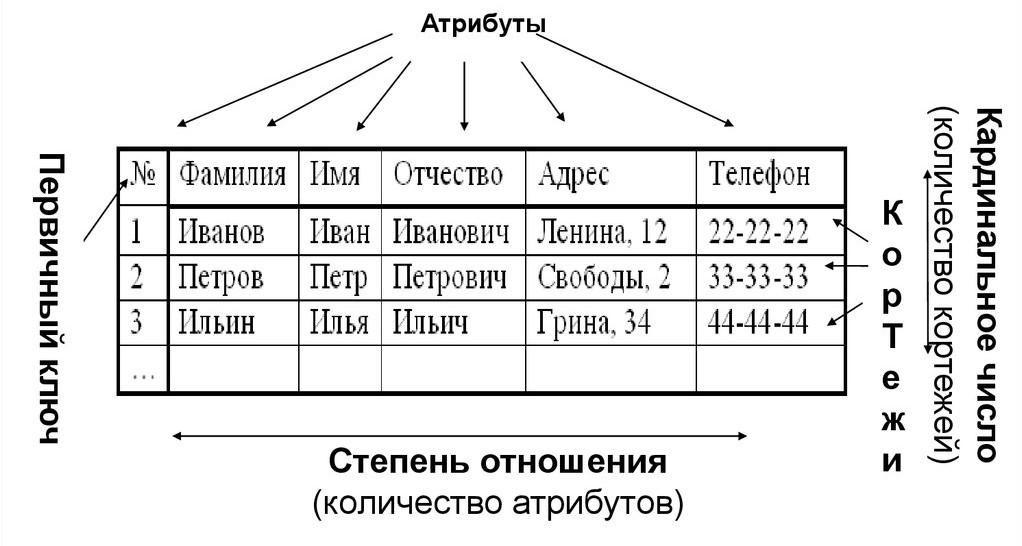 Атрибуты
Первичный ключ
№ Фамилия Имя Отчество Адрес Телефон
1 Иванов Иван Иванович Ленина, 12 22-22-22
2 Петров Петр Петрович Свободы, 2 33-33-33
3 Ильин Илья Ильич Грина, 34 44-44-44
...
КорТежи
Кардинальное число
(количество кортежей)
Степень отношения
(количество атрибутов)